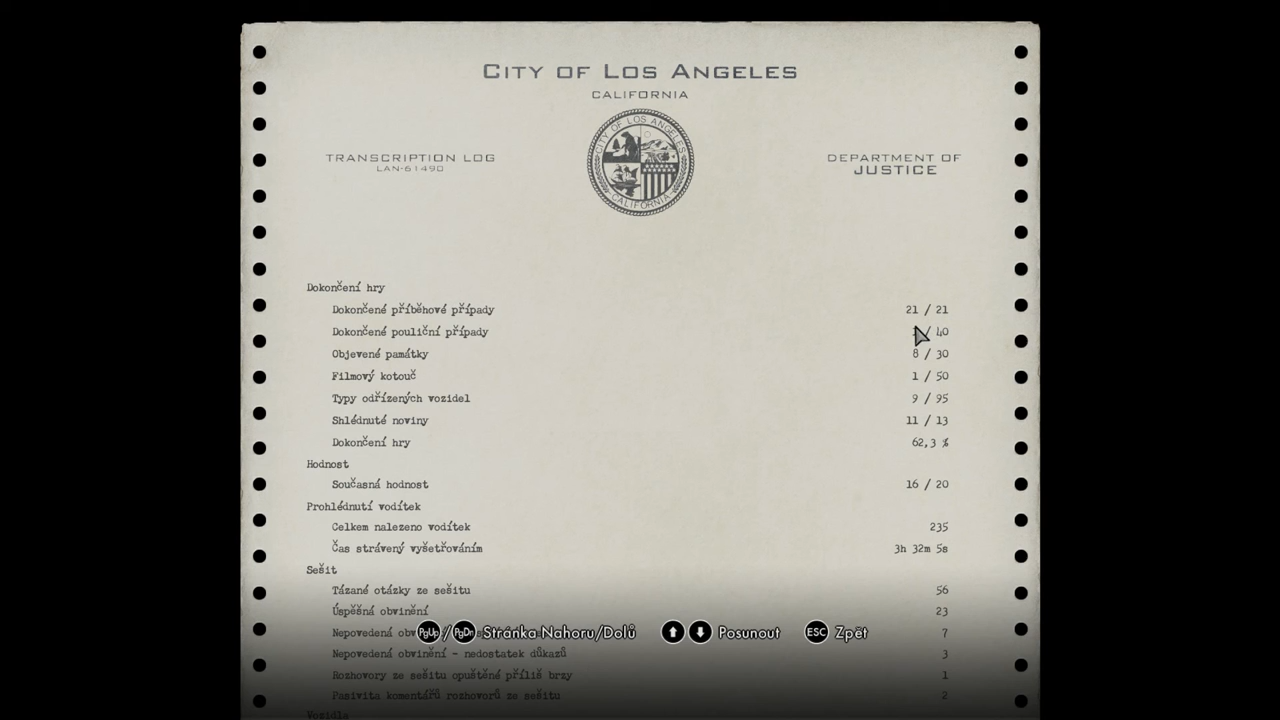 CITY OF LOS ANGELES
CALIFORNIA
CITY OF LOS ANGELES
CALIFORNIA
TRANSCRIPTION LOG
LAN-61490
DEPARTMENT OF
JUSTICE
Dokončení hry
Dokončené příběhové případy 21 / 21
Dokončené pouliční případy / 40
Objevené památky 8 / 30
Filmový kotouč 1 / 50
Typy odřízených vozidel 9 / 95
Shlédnuté noviny 11 / 13
Dokončení hry 62,3 %
Hodnost
Současná hodnost 16 / 20
Prohlédnutí vodítek
Celkem nalezeno vodítek 235
Čas strávený vyšetřováním 3h 32m 5s
Sešit
Tázané otázky ze sešitu 56
Úspěšná obvinění 23
Nepovedená 7
PgUp / PgDn Stránka Nahoru/Dolů Posunout ESC Zpět
Nepovedená obvinění - nedostatek důkazů 3
Rozhovory ze sešitu opuštěné příliš brzy 1
Pasivita komentářů rozhovorů ze sešitu 2
Vozidla